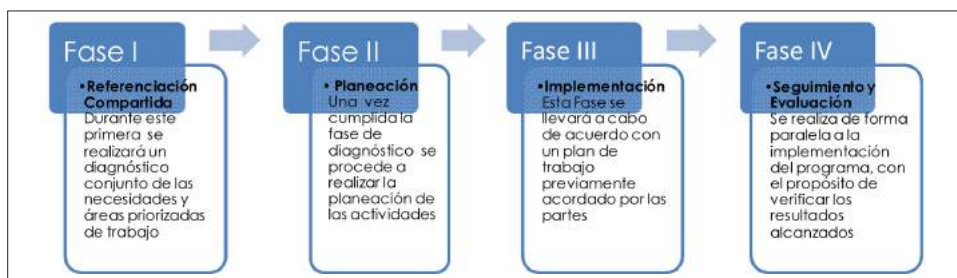 Fase I
•Referenciación
Compartida
Durante este
primera se
realizará un
diagnóstico
conjunto de las
necesidades y
áreas priorizadas
de trabajo
Fase II
• Planeación
Una vez
cumplida la
fase de
diagnóstico se
procede a
realizar la
planeación de
las actividades
Fase III
•Implementación
Esta Fase se
llevará a cabo
de acuerdo con
un plan de
trabajo
previamente
acordado por las
partes
Fase IV
•Seguimiento y
Evaluación
Se realiza de forma
paralela a la
implementación
del programa, con
el propósito de
verificar los
resultados
alcanzados